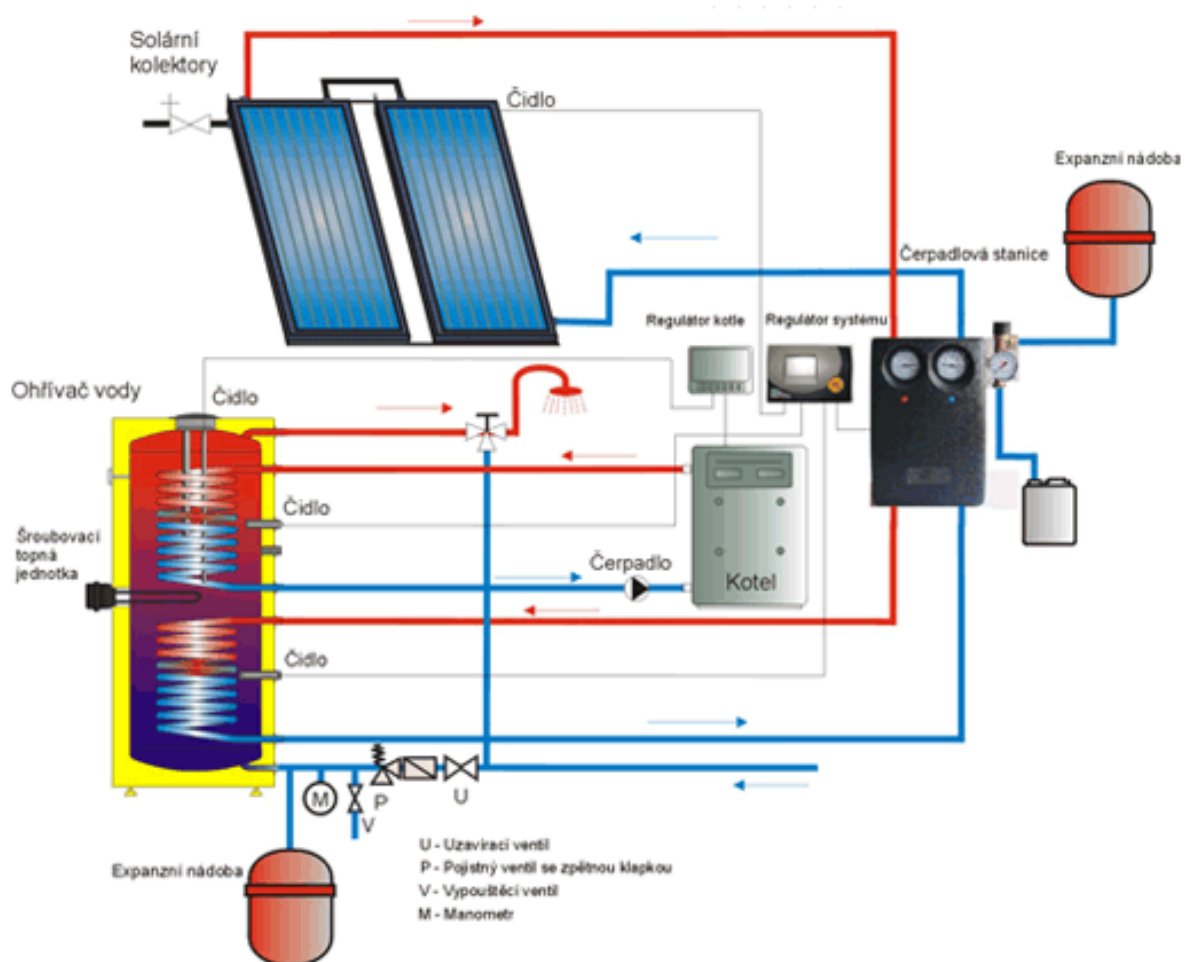 Solární
kolektory
Čidlo
Expanzní nádoba
Čerpadlová stanice
Regulátor kotle
Regulátor systému
Ohřívač vody
Čidlo
Čidlo
Šroubovací
topná
jednotka
Čerpadlo
Kotel
Čidlo
M
V
P
U
Expanzní nádoba
U - Uzavírací ventil
P - Pojistný ventil se zpětnou klapkou
V - Vypouštěcí ventil
M - Manometr